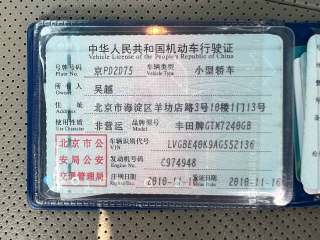 中华人民共和国机动车行驶证
Vehicle License of the People's Republic of China
号牌号码 京PD2D75 车辆类型 小型轿车
Plate No. Vehicle Type
所有人 吴越
Owner
住址 北京市海淀区羊坊店路3号10楼1门13号
Address
使用性质 非营运 品牌型号 丰田牌GTM7240GB
Use Character Model
北京市公 车辆识别代号 LVGBE40K9AG552136
VIN
安局公安 发动机号码 C974948
Engine No.
交通管理局 注册日期 2010-11-16 发证日期 2010-11-16
Register Date Issue Date